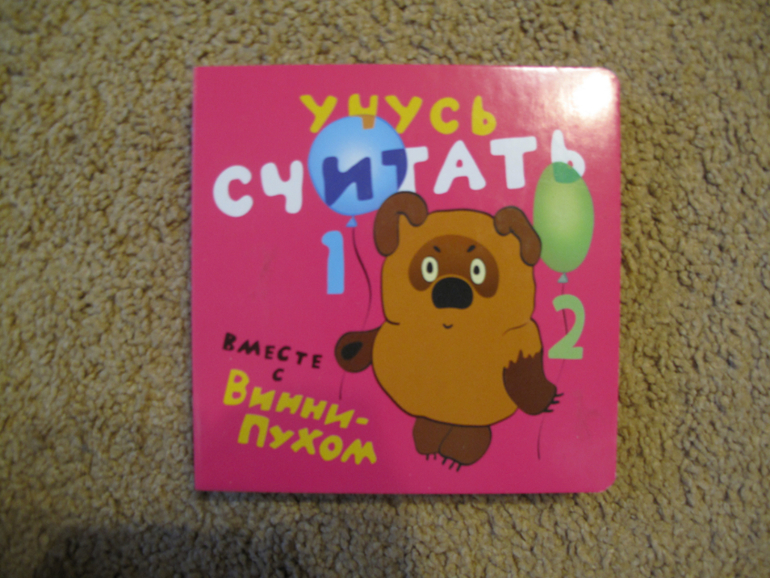 УЧУСЬ
СЧИТАТЬ
1
2
ВМЕСТЕ
С
ВИННИ-
ПУХОМ